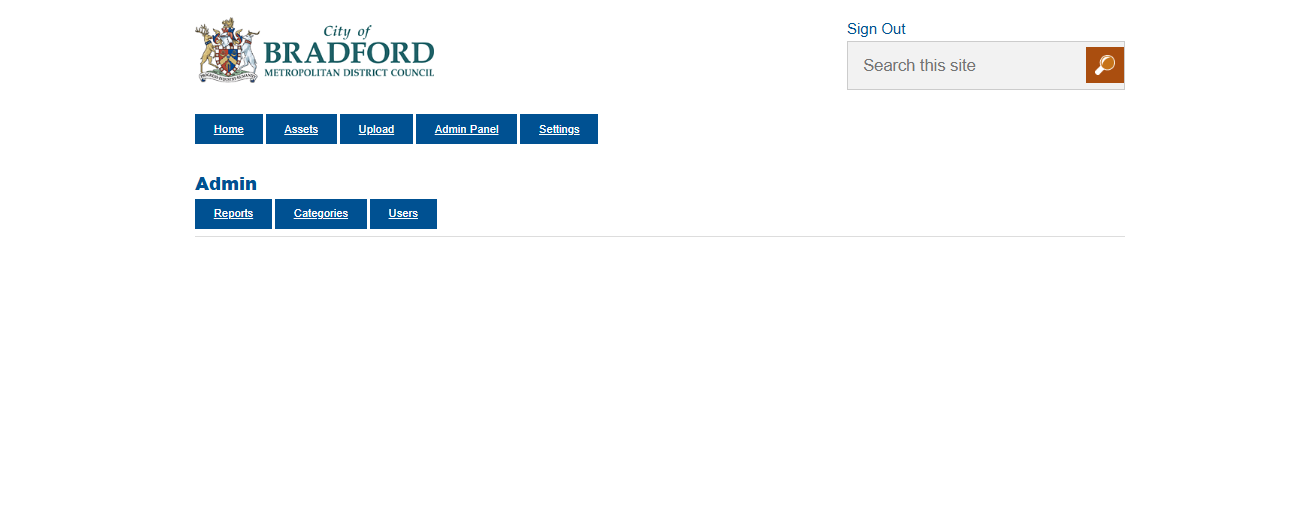 City of
BRADFORD
METROPOLITAN DISTRICT COUNCIL
Sign Out
Search this site
Home Assets Upload Admin Panel Settings
Admin
Reports Categories Users